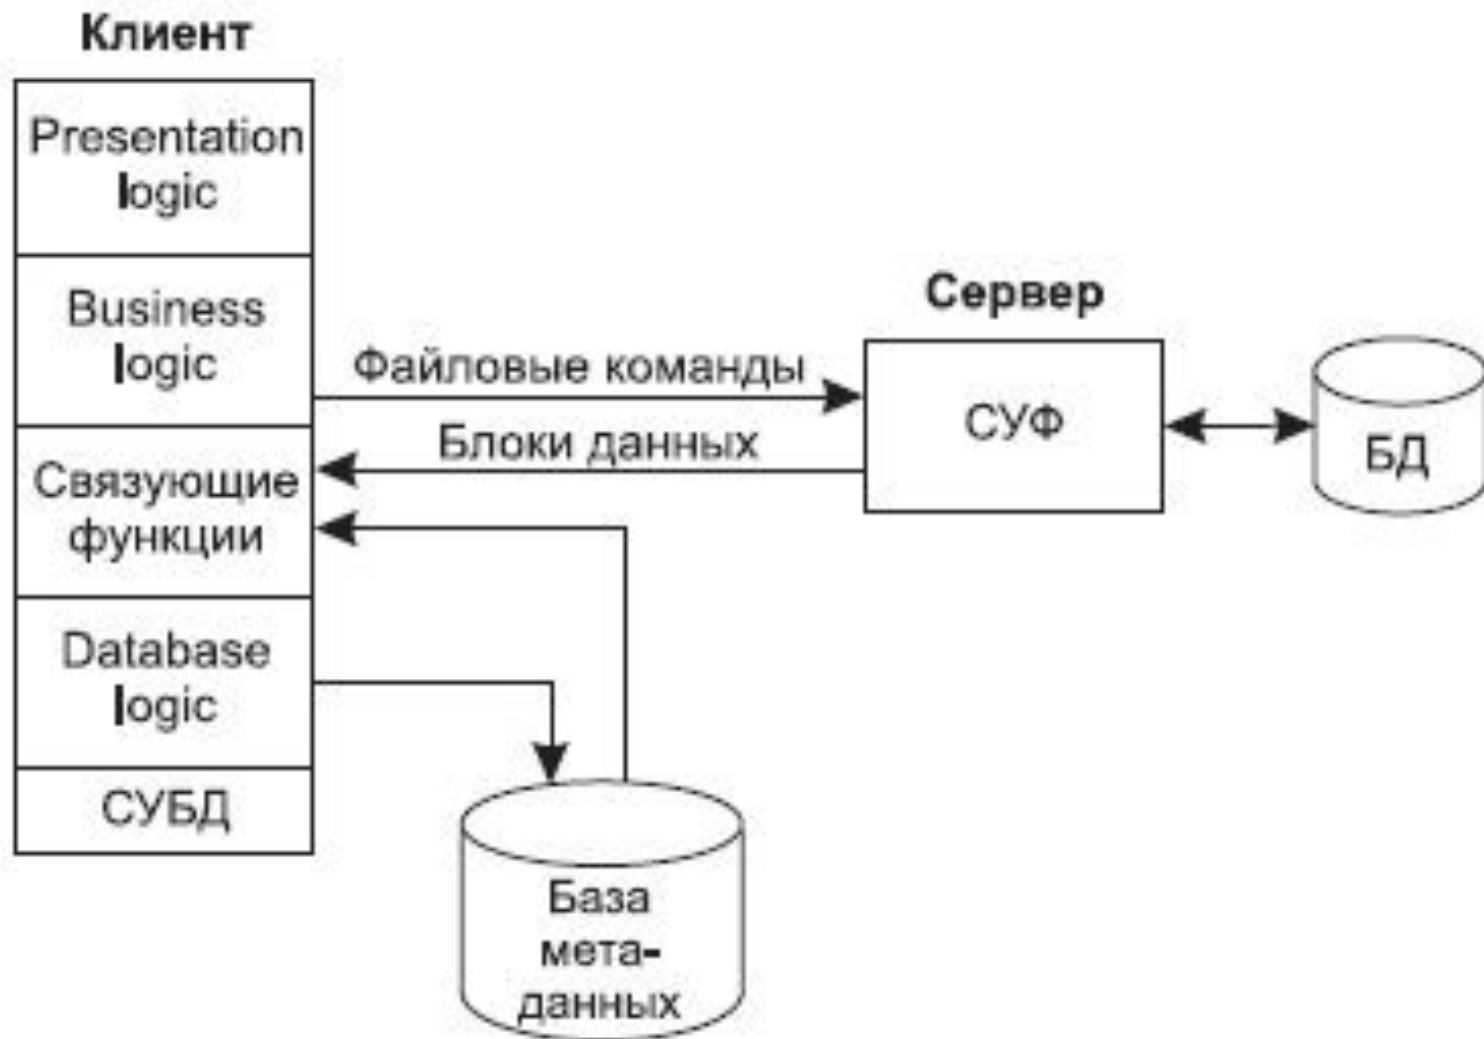 Клиент
Presentation
logic
Business
logic
Связующие
функции
Database
logic
СУБД
Файловые команды
Блоки данных
Сервер
СУФ
БД
База
мета-
данных